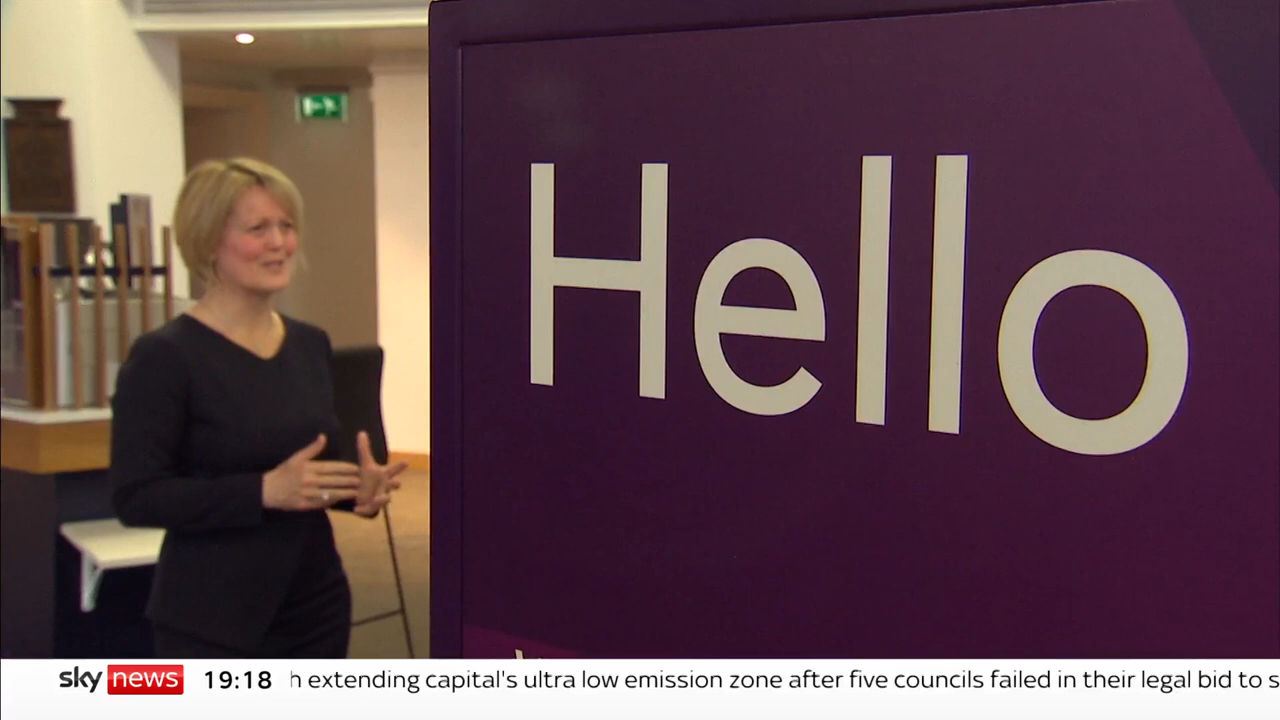 Hello
sky news 19:18 h extending capital's ultra low emission zone after five councils failed in their legal bid to s